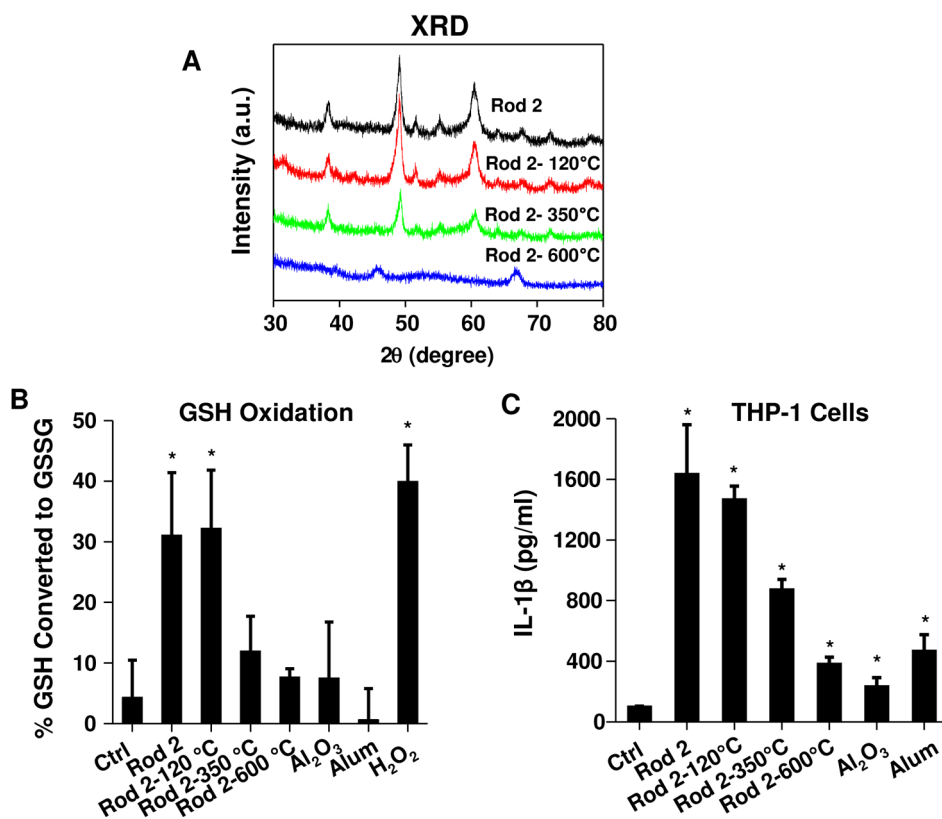 XRD
A
Intensity (a.u.)
Rod 2
Rod 2- 120°C
Rod 2- 350°C
Rod 2- 600°C
30 40 50 60 70 80
2θ (degree)
B
GSH Oxidation
% GSH Converted to GSSG
50
40
30
20
10
0
* * *
Ctrl
Rod 2
Rod 2-120 °C
Rod 2-350 °C
Rod 2-600 °C
Al₂O₃
Alum
H₂O₂
C
THP-1 Cells
IL-1β (pg/ml)
2000
1600
1200
800
400
0
* * * * * *
Ctrl
Rod 2
Rod 2-120°C
Rod 2-350°C
Rod 2-600°C
Al₂O₃
Alum